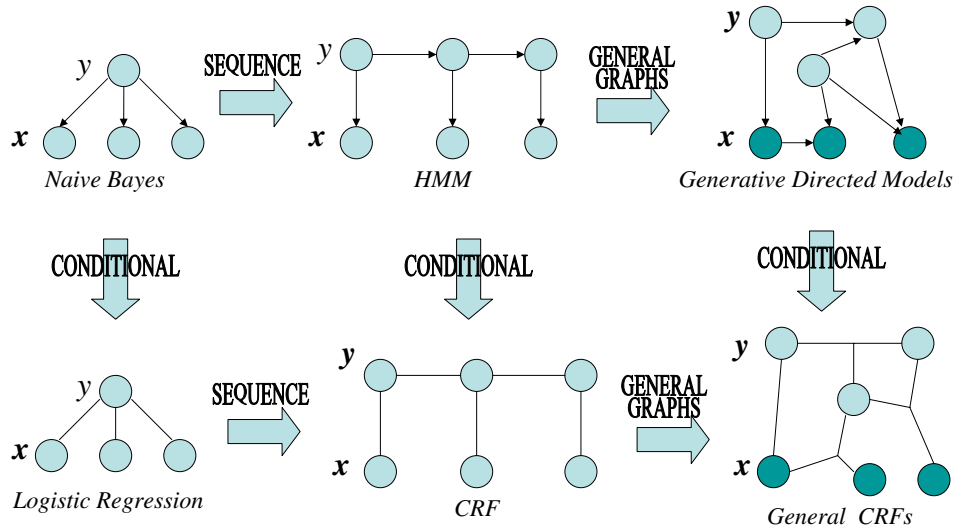 y
SEQUENCE
y
GENERAL
GRAPHS
y
x
x
x
Naive Bayes
HMM
Generative Directed Models
CONDITIONAL
CONDITIONAL
CONDITIONAL
y
SEQUENCE
y
GENERAL
GRAPHS
y
x
x
x
Logistic Regression
CRF
General CRFs